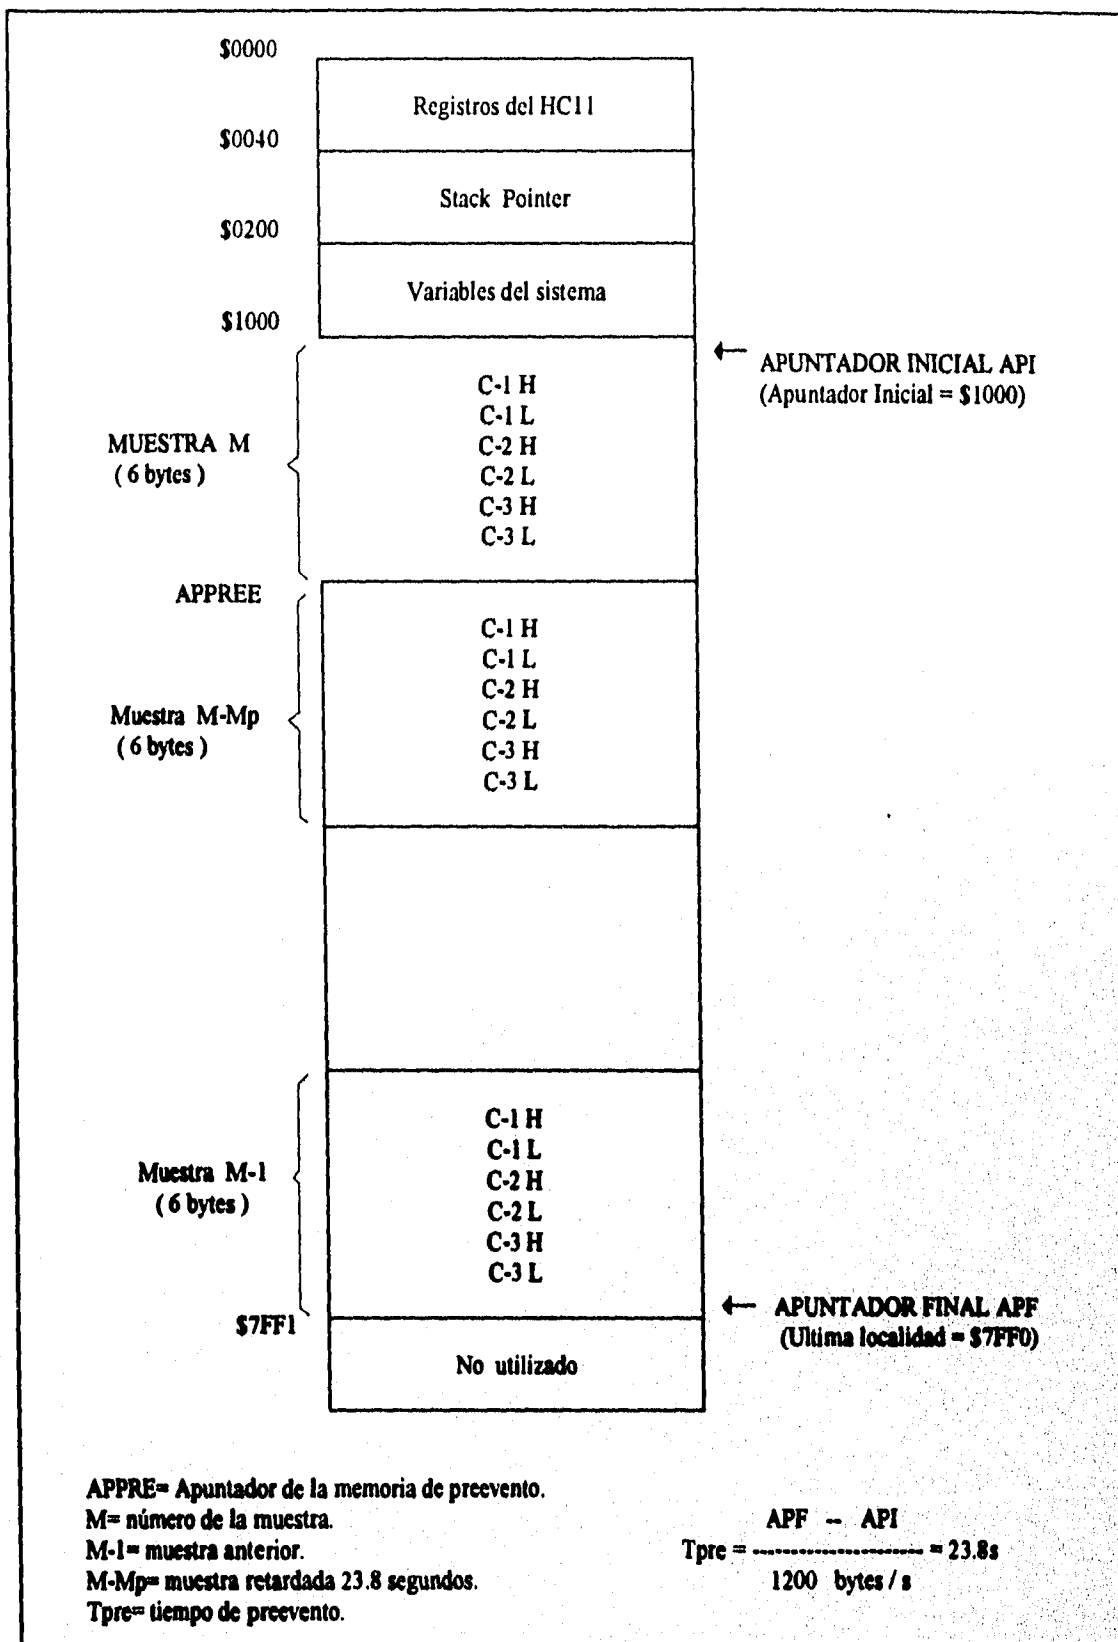 $0000
Registros del HC11
$0040
Stack Pointer
$0200
Variables del sistema
$1000
← APUNTADOR INICIAL API
(Apuntador Inicial = $1000)
C-1 H
C-1 L
MUESTRA M
C-2 H
( 6 bytes )
C-2 L
C-3 H
C-3 L
APPREE
C-1 H
C-1 L
C-2 H
Muestra M-Mp
C-2 L
( 6 bytes )
C-3 H
C-3 L
C-1 H
C-1 L
Muestra M-1
C-2 H
( 6 bytes )
C-2 L
C-3 H
C-3 L
← APUNTADOR FINAL APF
$7FF1
(Ultima localidad = $7FF0)
No utilizado
APPRE= Apuntador de la memoria de preevento.
M= número de la muestra.
M-1= muestra anterior.
M-Mp= muestra retardada 23.8 segundos.
Tpre= tiempo de preevento.
APF -- API
Tpre = ---------------------- = 23.8s
1200 bytes / s